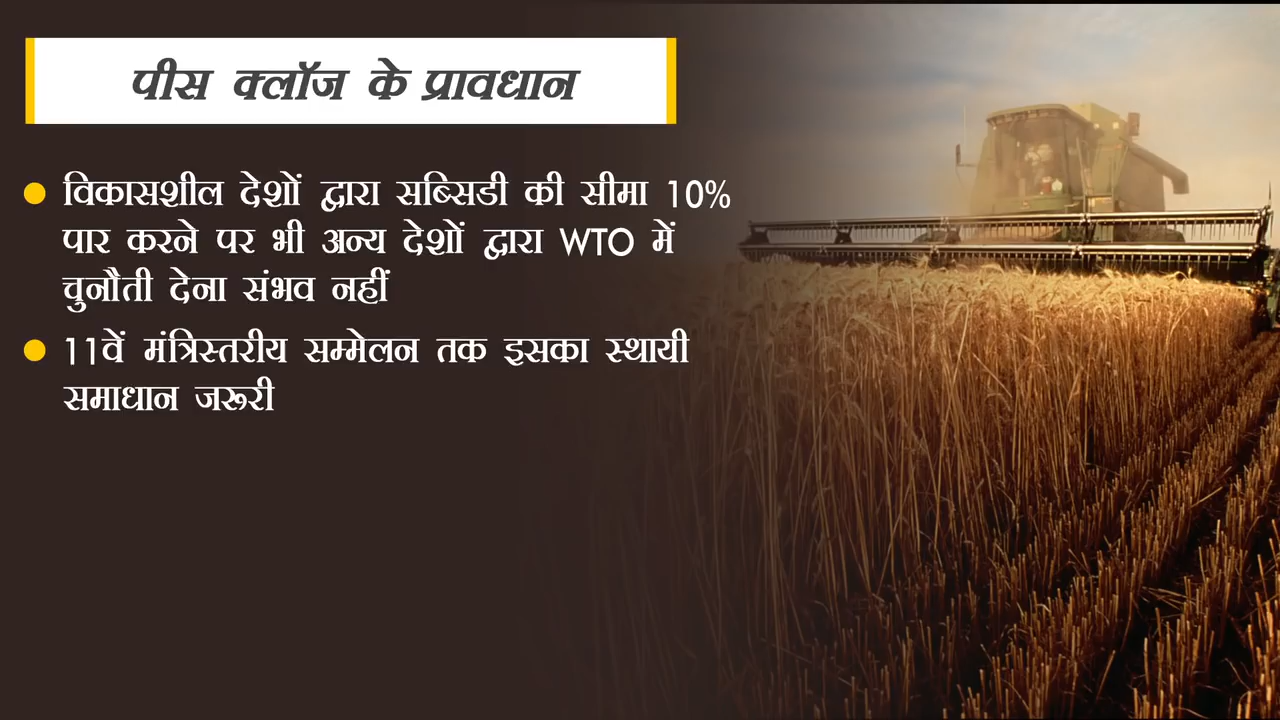 पीस क्लॉज के प्रावधान
विकासशील देशों द्वारा सब्सिडी की सीमा 10%
पार करने पर भी अन्य देशों द्वारा WTO में
चुनौती देना संभव नहीं
11वें मंत्रिस्तरीय सम्मेलन तक इसका स्थायी
समाधान जरूरी